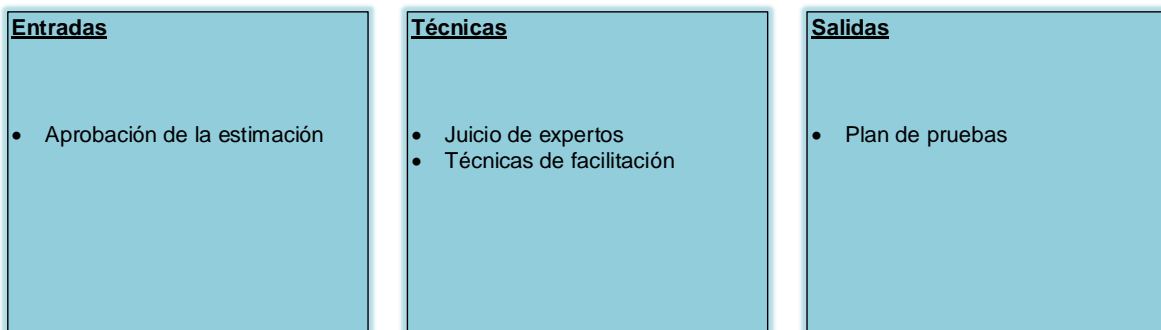 Entradas
• Aprobación de la estimación
Técnicas
• Juicio de expertos
• Técnicas de facilitación
Salidas
• Plan de pruebas